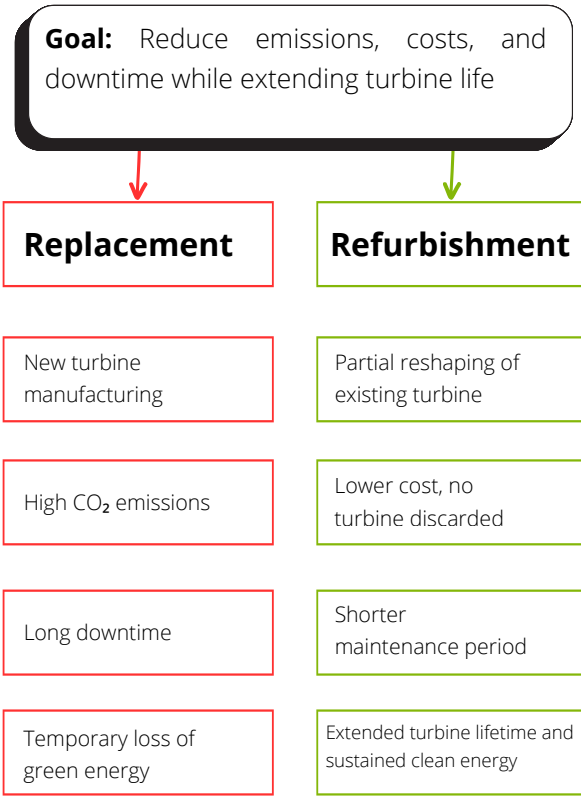 Goal: Reduce emissions, costs, and
downtime while extending turbine life
Replacement
Refurbishment
New turbine
manufacturing
Partial reshaping of
existing turbine
High CO₂ emissions
Lower cost, no
turbine discarded
Long downtime
Shorter
maintenance period
Temporary loss of
green energy
Extended turbine lifetime and
sustained clean energy